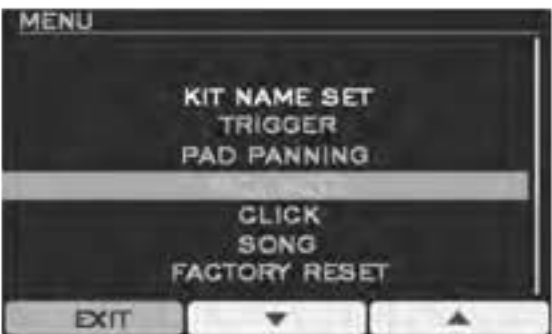 MENU
KIT NAME SET
TRIGGER
PAD PANNING
CLICK
SONG
FACTORY RESET
EXIT